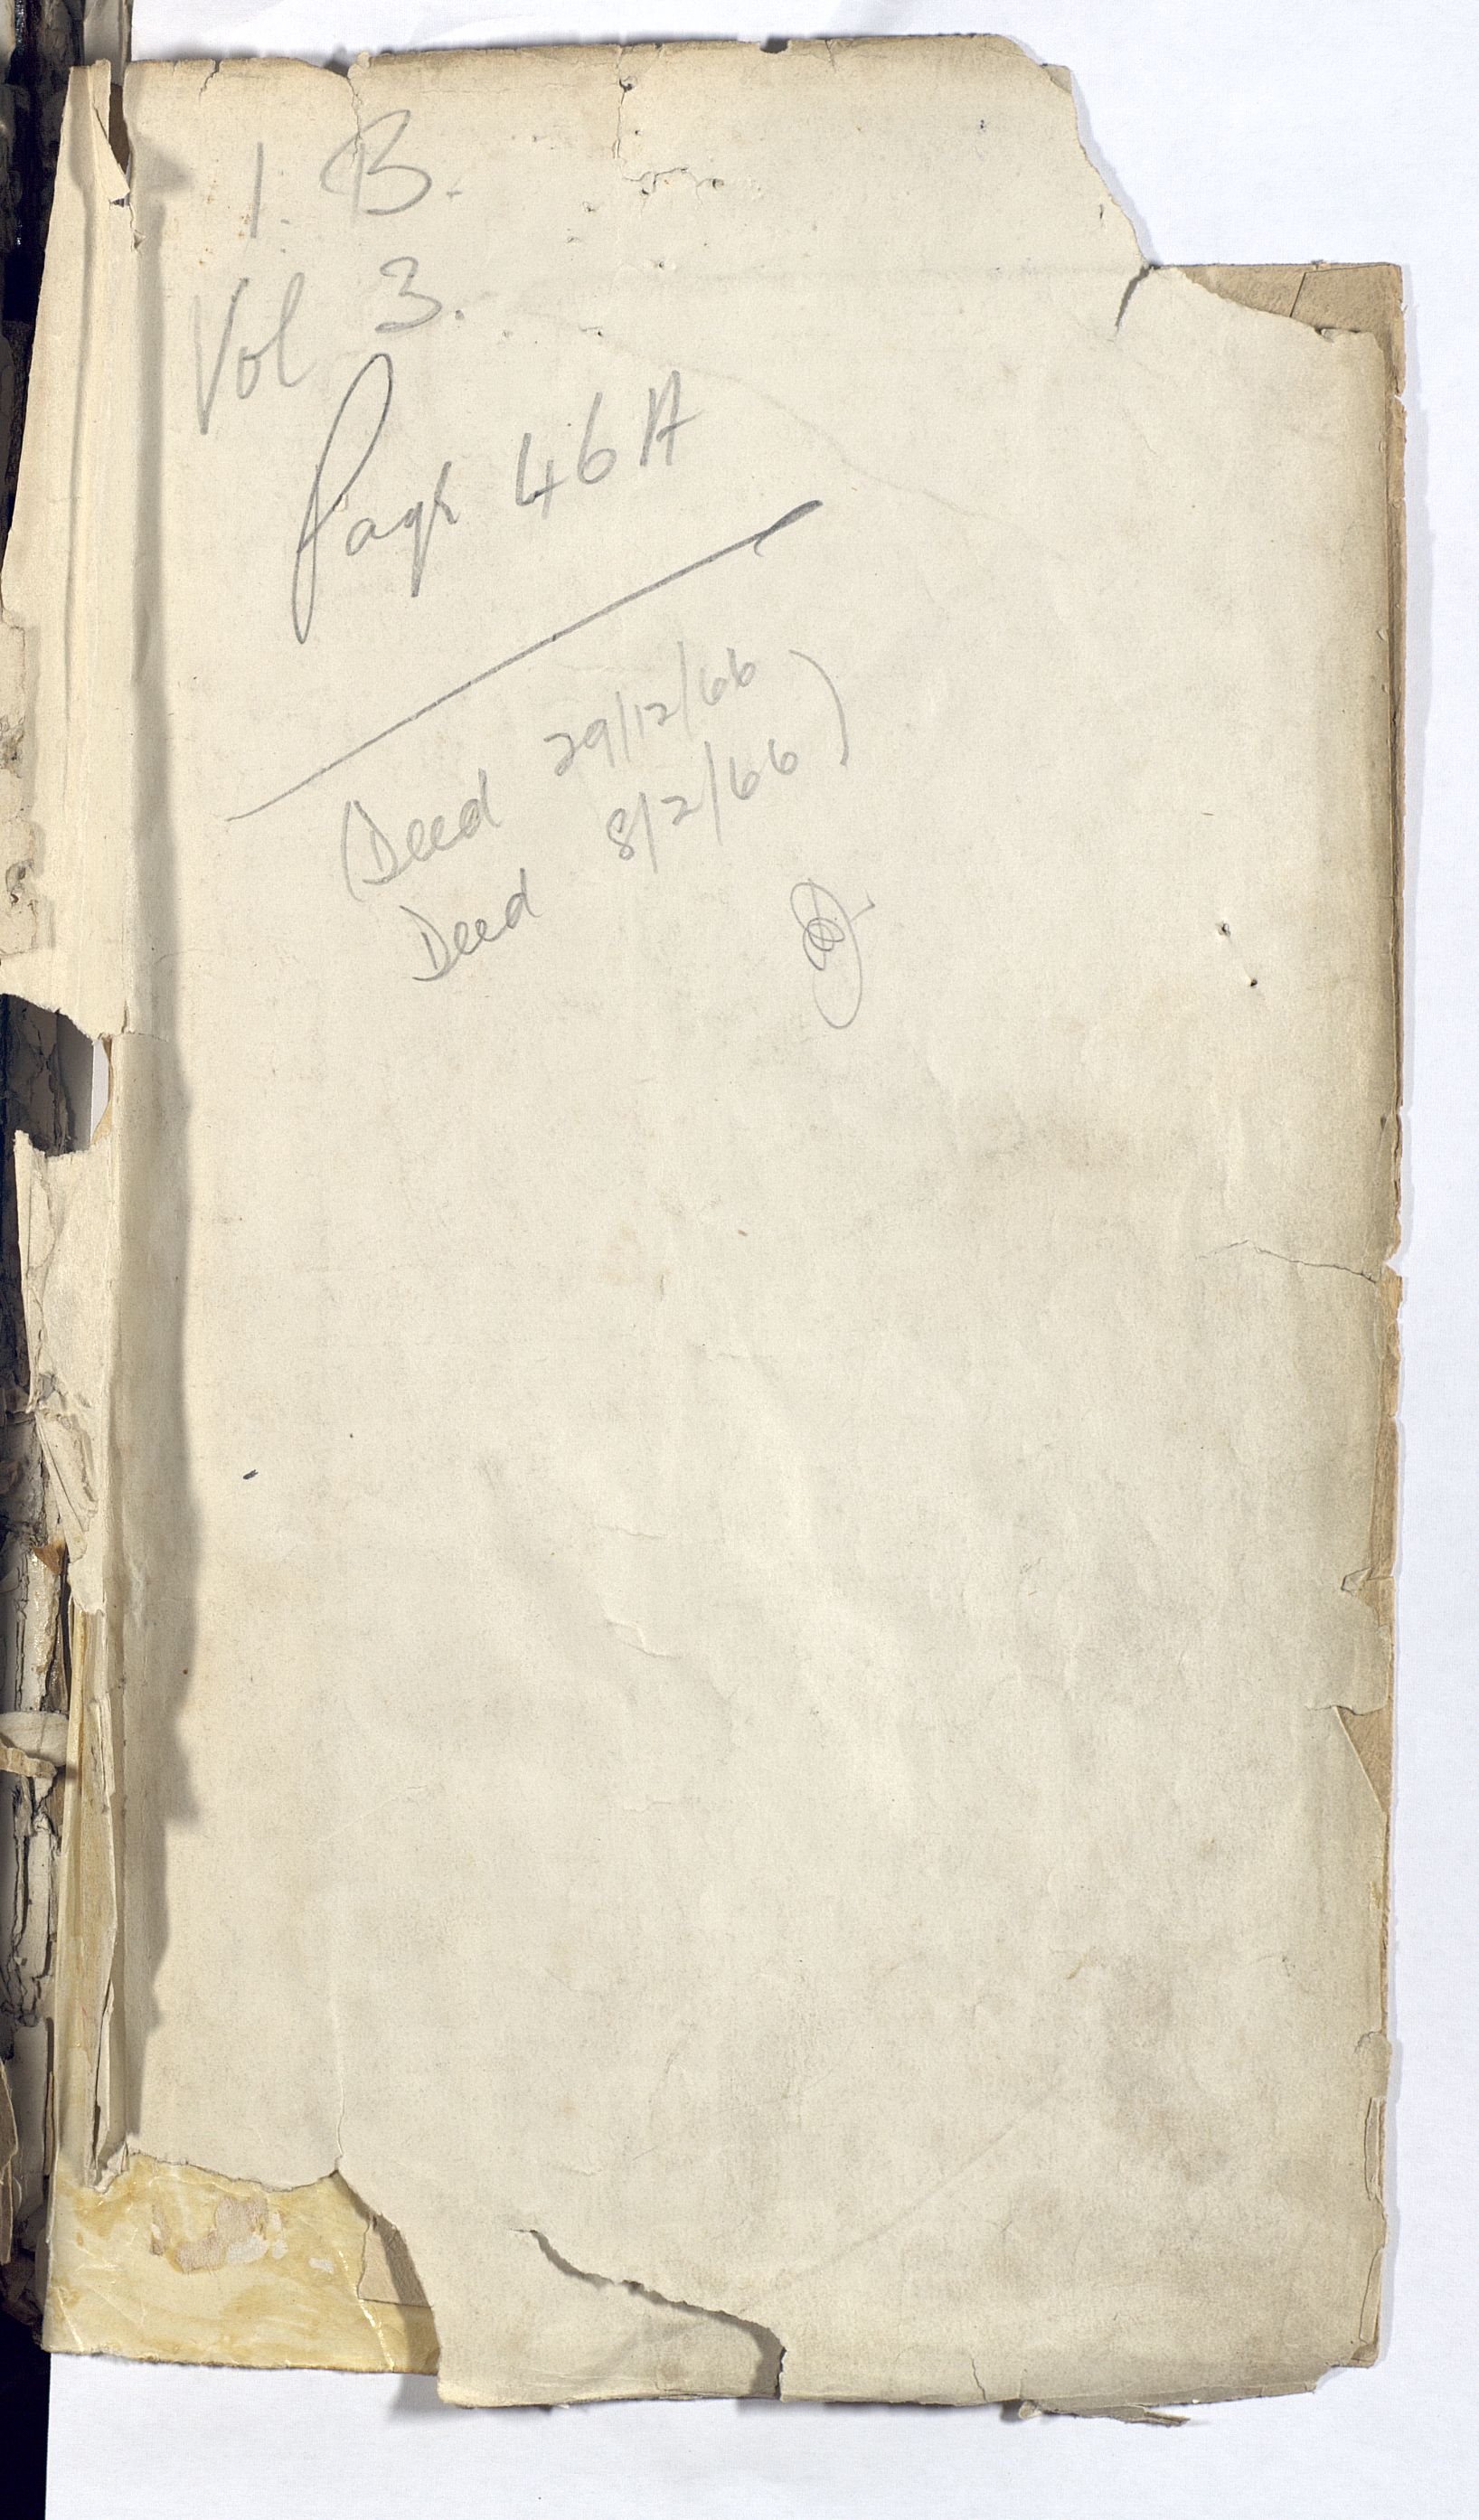 1. B.
Vol 3.
Page 46A
(Deed 29/12/66
Deed 8/2/66)